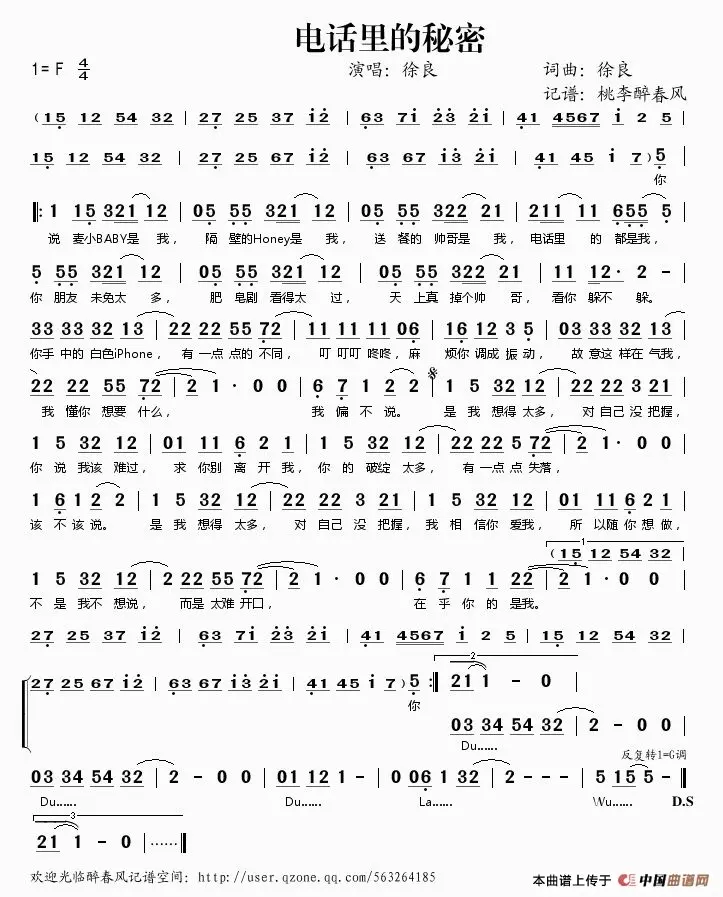 电话里的秘密
1= F 4/4 演唱：徐良 词曲：徐良
记谱：桃李醉春风
( 15 12 54 32 | 27 25 37 12 | 63 71 23 21 | 41 4567 1 2 5 |
15 12 54 32 | 27 25 67 12 | 63 67 13 21 | 41 45 1 7 ) 5
你
1 15 321 12 | 05 55 321 12 | 05 55 322 21 | 211 11 655 5
说 麦小BABY是 我， 隔 壁的Honey是 我， 送 餐的 帅哥是 我， 电话里 的 都是我，
5 55 321 12 | 05 55 321 12 | 05 55 322 21 | 11 12· 2 -
你 朋友 未免太 多， 肥 皂剧 看得太 过， 天 上真 掉个帅 哥， 看你 躲不 躲。
33 33 32 13 | 22 22 55 72 | 11 11 11 06 | 16 12 3 5 | 03 33 32 13
你手 中的 白色iPhone， 有 一点 点的 不同， 叮 叮叮 咚咚，麻 烦你 调成 振动， 故 意这 样在 气我，
22 22 55 72 | 2 1· 0 0 | 6 7 1 2 2 | 1 5 32 12 | 22 22 3 21
我 懂你 想要 什么， 我 偏 不说。 是 我 想得 太多， 对 自己 没 把握，
1 5 32 12 | 01 11 6 21 | 1 5 32 12 | 22 22 55 72 | 2 1· 0 0
你 说 我该 难过， 求 你别 离 开我，你 的 破绽 太多， 有 一点 点 失落，
1 61 2 2 | 1 5 32 12 | 22 22 3 21 | 1 5 32 12 | 01 11 6 21
该 不该 说。 是 我 想得 太多， 对 自己 没 把握，我 相 信你 爱我， 所 以随 你 想做，
1
(15 12 54 32
1 5 32 12 | 22 55 72 | 2 1· 0 0 | 6 7 1 1 22 | 2 1· 0 0
不 是 我不 想说， 而是 太难 开口， 在 乎 你 的 是我。
27 25 37 12 | 63 71 23 21 | 41 4567 1 2 5 | 15 12 54 32
2
27 25 67 12 | 63 67 13 21 | 41 45 1 7 ) 5 :| 21 1 - 0
你
03 34 54 32 | 2 - 00
Du……
反复转1=G调
03 34 54 32 | 2 - 00 | 01 12 1 - | 0 06 1 32 2 | - - - - | 5 15 5 -
Du…… Du…… La…… Wu…… D.S
3
21 1 - 0 | 0 ……
欢迎光临醉春风记谱空间：http://user.qzone.qq.com/563264185
本曲谱上传于 中国曲谱网